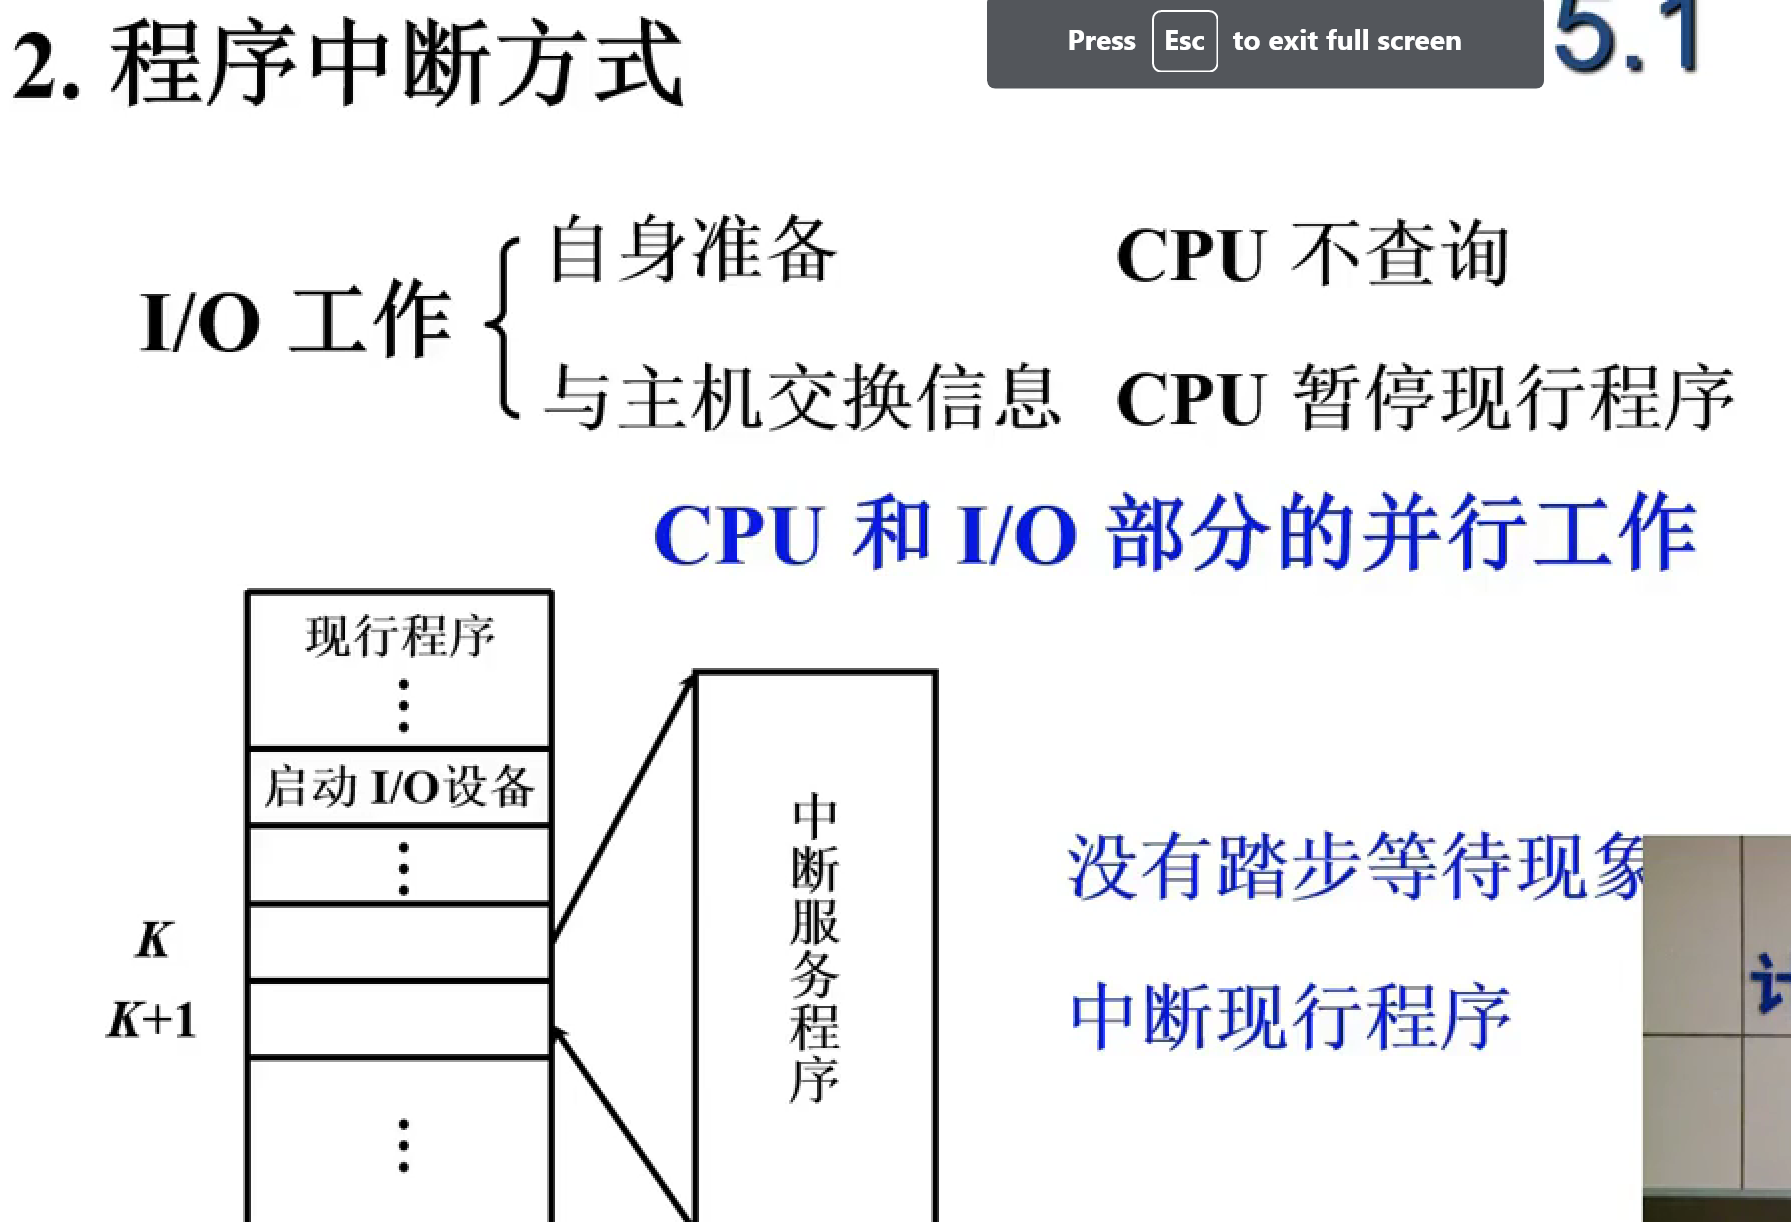 2. 程序中断方式
Press Esc to exit full screen
5.1
I/O 工作
自身准备 CPU 不查询
与主机交换信息 CPU 暂停现行程序
CPU 和 I/O 部分的并行工作
现行程序
启动 I/O设备
K
K+1
中断服务程序
没有踏步等待现象
中断现行程序
计